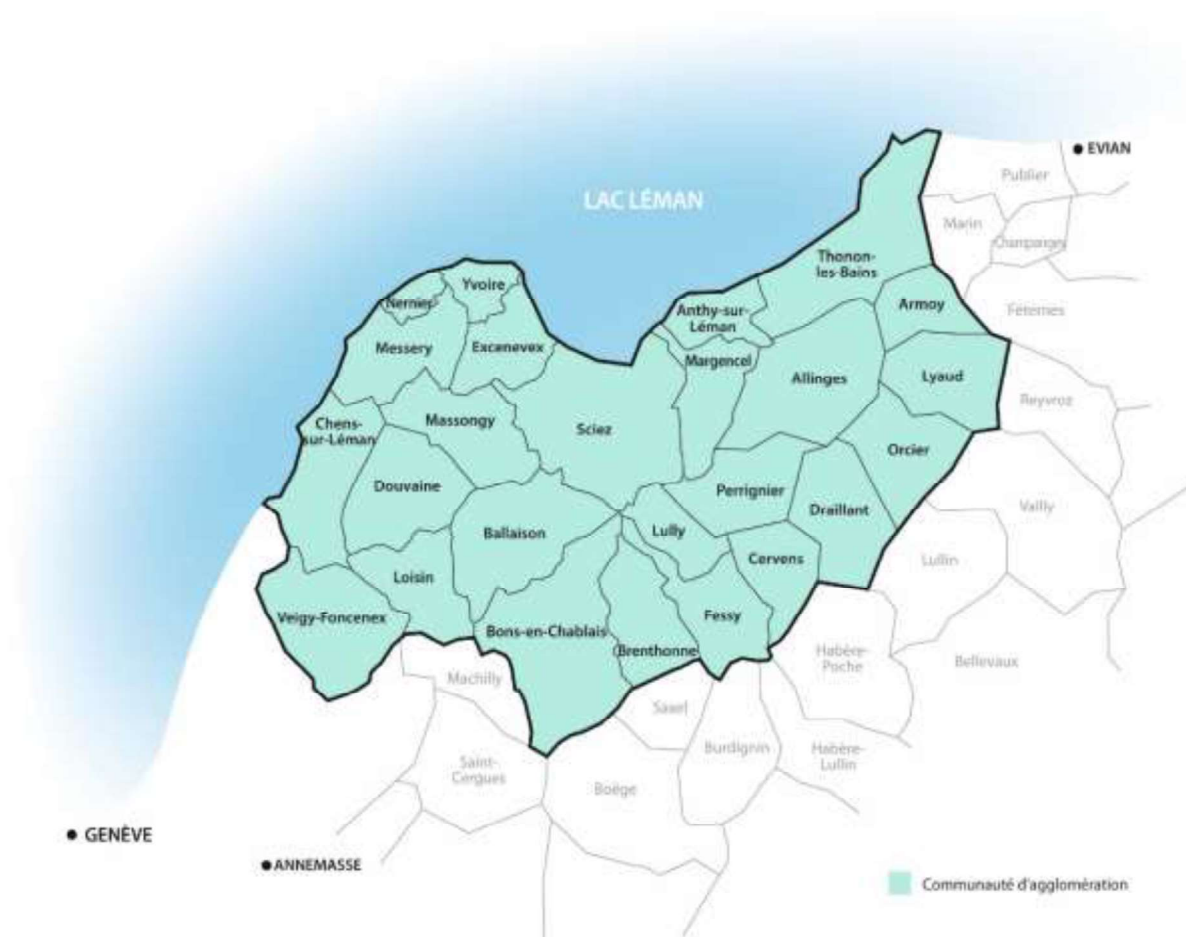 EVIAN
Publier
LAC LÉMAN
Marin
Champanges
Thonon-
les-Bains
Yvoire
Nernier
Armoy
Féternes
Anthy-sur-
Léman
Messery
Excenevex
Margencel
Allinges
Lyaud
Reyvroz
Chens-
sur-Léman
Massongy
Sciez
Orcier
Douvaine
Perrignier
Draillant
Vailly
Ballaison
Lully
Cervens
Lullin
Loisin
Veigy-Foncenex
Bons-en-Chablais
Fessy
Brenthonne
Habère-
Poche
Bellevaux
Machilly
Saxel
Burdignin
Habère-
Lullin
Saint-
Cergues
Boëge
GENÈVE
ANNEMASSE
Communauté d'agglomération